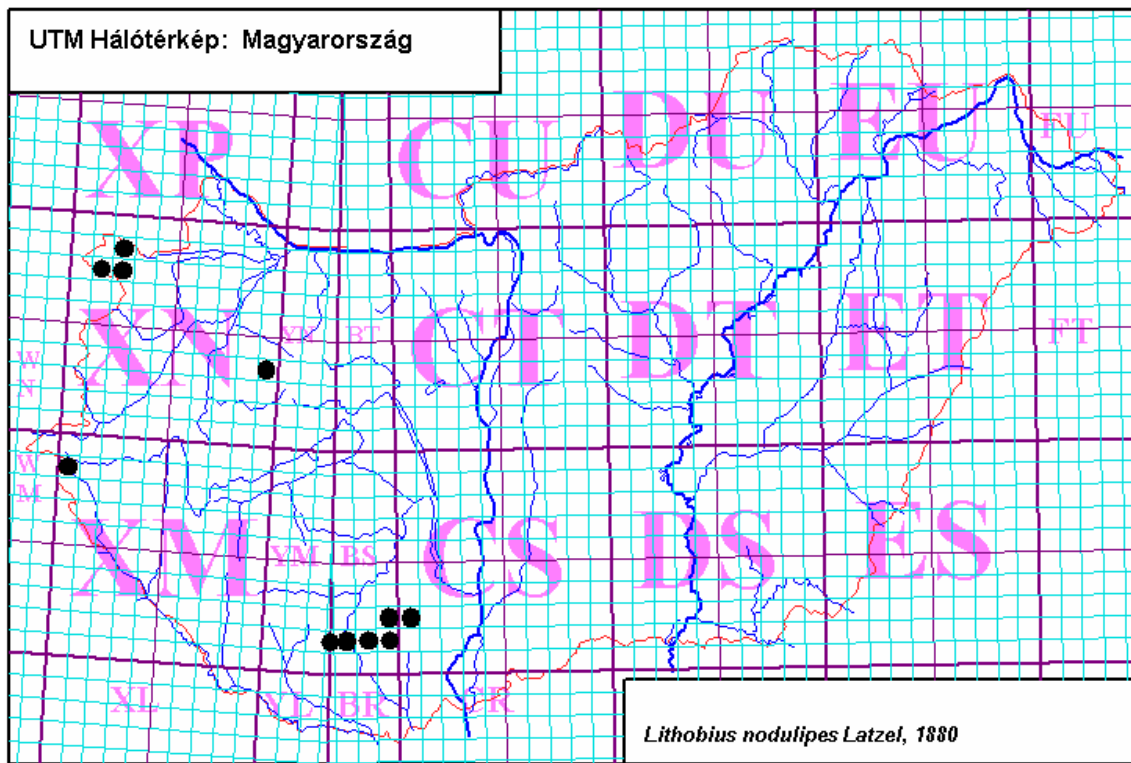 UTM Hálótérkép: Magyarország
XP
CU
DU
EU
FU
XN
YN
BT
CT
DT
ET
FT
W
N
W
M
XM
YM
BS
CS
DS
ES
XL
YL
BR
CR
Lithobius nodulipes Latzel, 1880